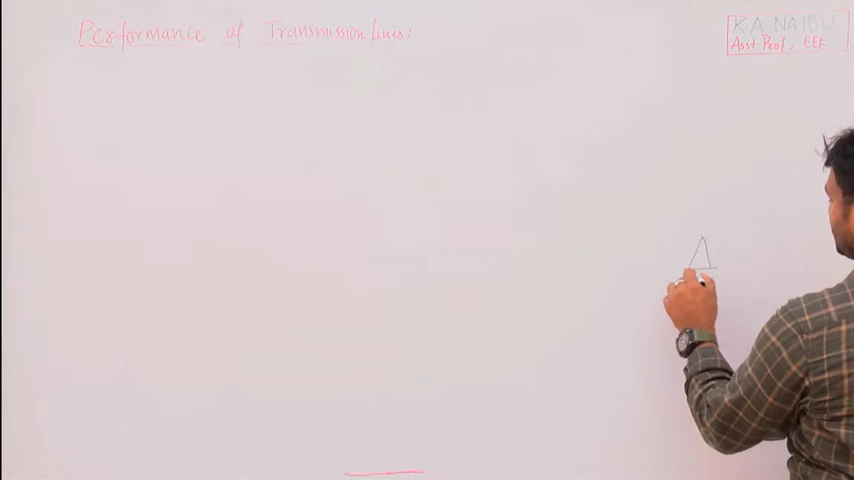 Performance of Transmission lines:
K A NAIDU
Asst Prof, EEE